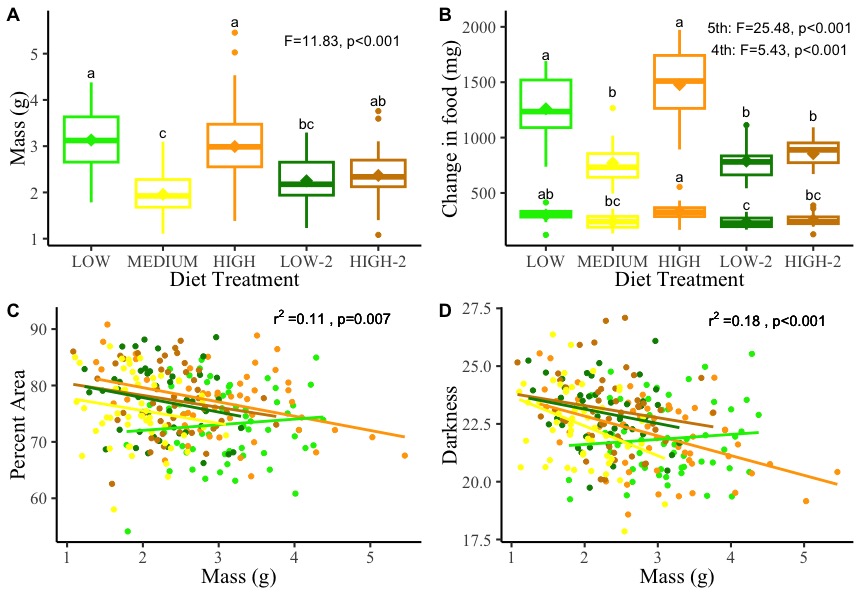 A
F=11.83, p<0.001
a
c
a
bc
ab
5
4
3
2
1
Mass (g)
LOW MEDIUM HIGH LOW-2 HIGH-2
Diet Treatment
B
5th: F=25.48, p<0.001
4th: F=5.43, p<0.001
a
b
a
b
b
ab
bc
a
c
bc
2000
1500
1000
500
Change in food (mg)
LOW MEDIUM HIGH LOW-2 HIGH-2
Diet Treatment
C
r² =0.11 , p=0.007
90
80
70
60
Percent Area
1 2 3 4 5
Mass (g)
D
r² =0.18 , p<0.001
27.5
25.0
22.5
20.0
17.5
Darkness
1 2 3 4 5
Mass (g)